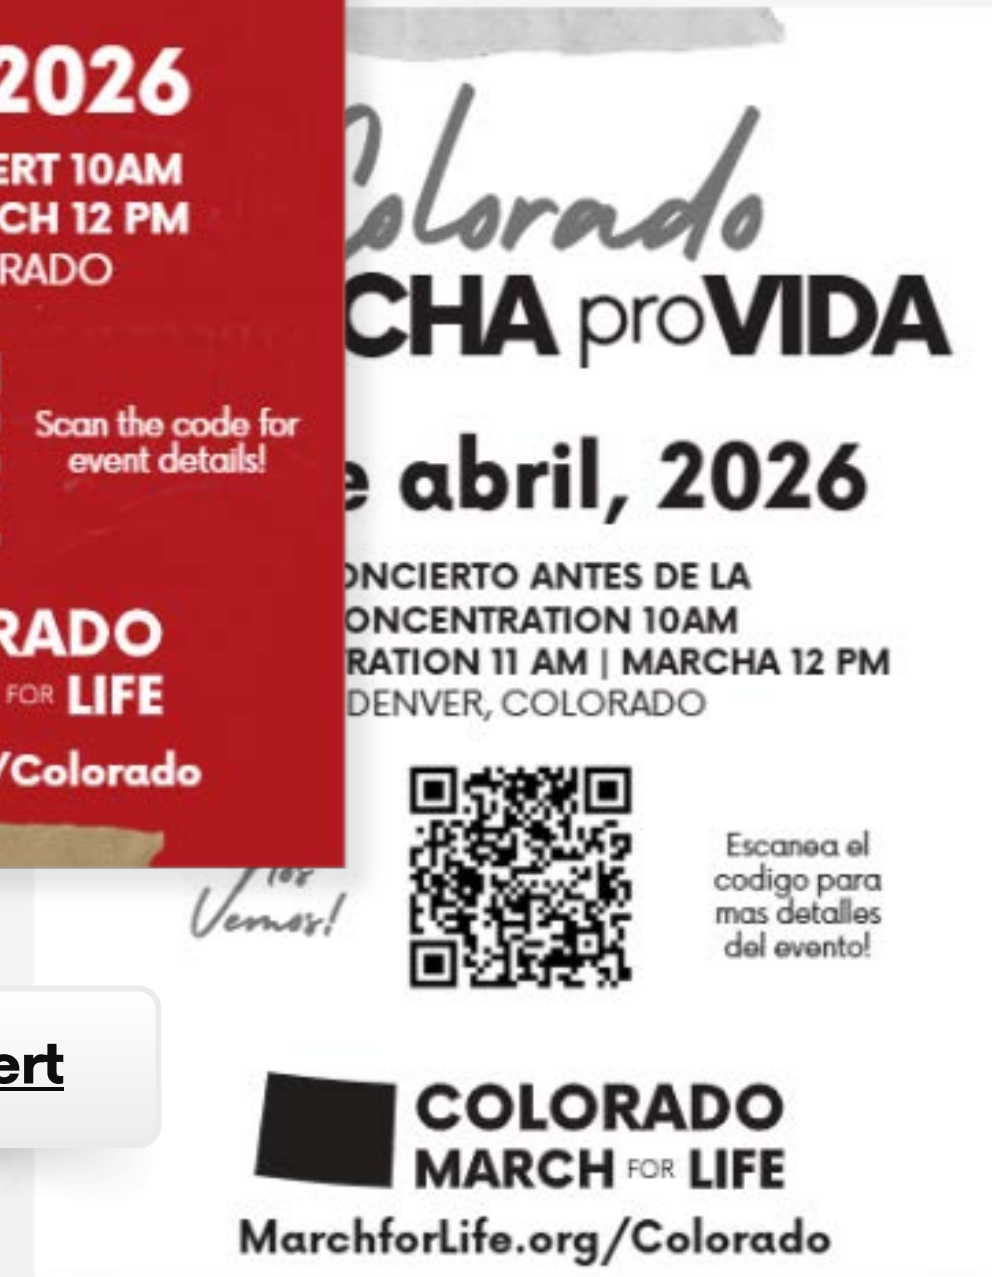 2026
ERT 10AM
CH 12 PM
RADO
Scan the code for
event details!
RADO
FOR LIFE
/Colorado
Colorado
CHA proVIDA
e abril, 2026
ONCIERTO ANTES DE LA
ONCENTRATION 10AM
RATION 11 AM | MARCHA 12 PM
DENVER, COLORADO
Nos
Vemos!
Escanea el
codigo para
mas detalles
del evento!
ert
COLORADO
MARCH FOR LIFE
MarchforLife.org/Colorado